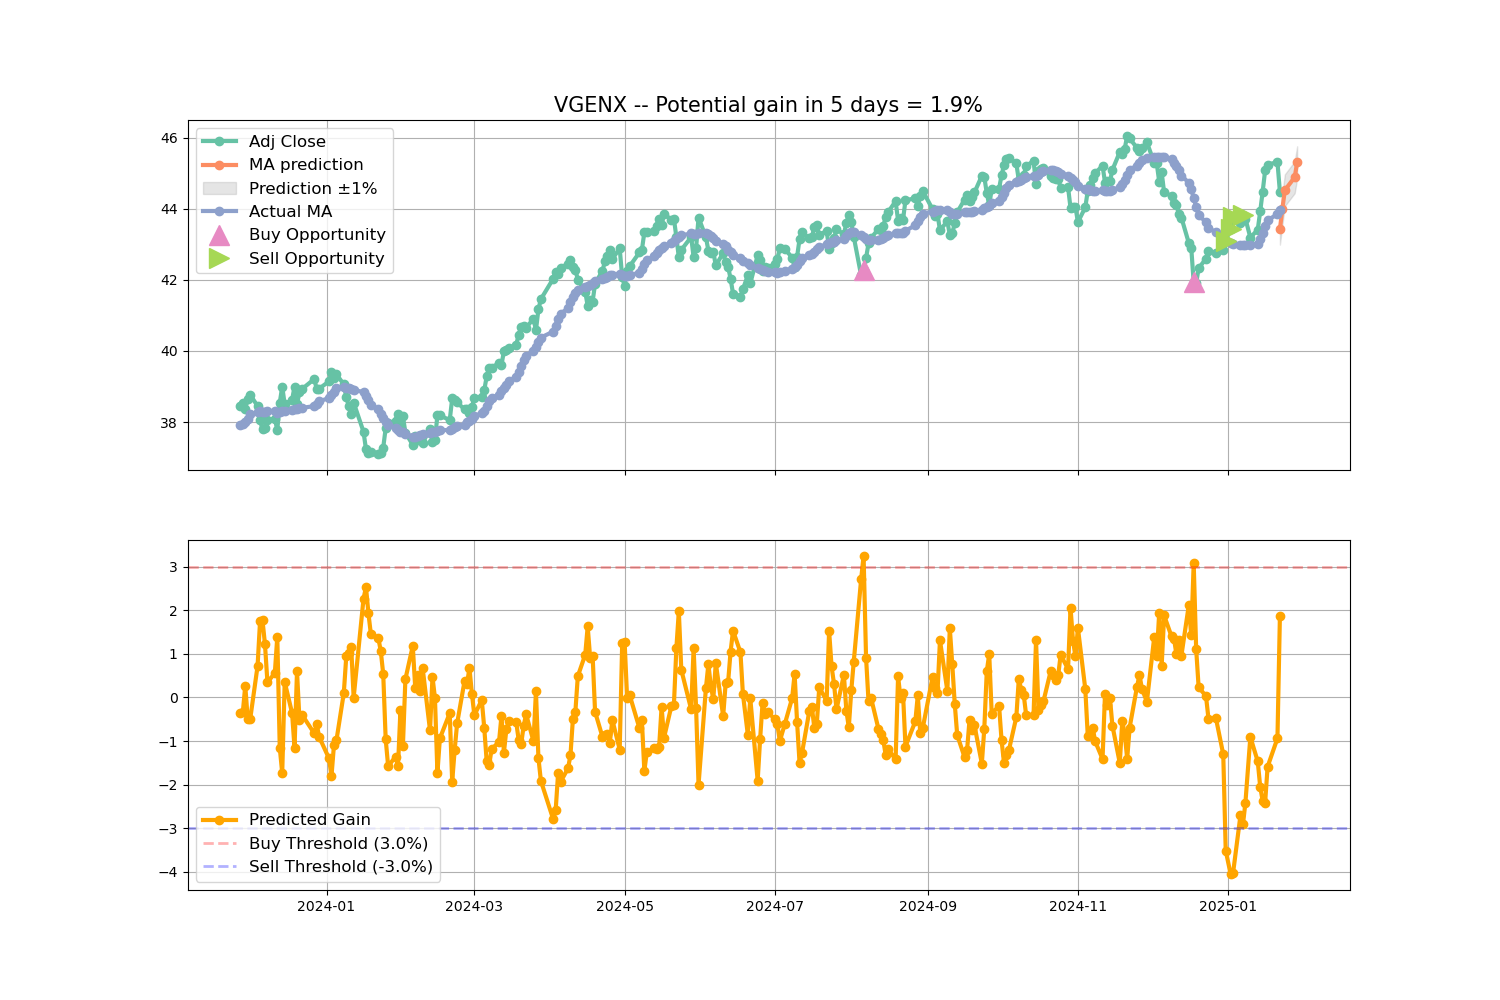 VGENX -- Potential gain in 5 days = 1.9%
46
44
42
40
38
Adj Close
MA prediction
Prediction ±1%
Actual MA
Buy Opportunity
Sell Opportunity
3
2
1
0
−1
−2
−3
−4
Predicted Gain
Buy Threshold (3.0%)
Sell Threshold (-3.0%)
2024-01
2024-03
2024-05
2024-07
2024-09
2024-11
2025-01